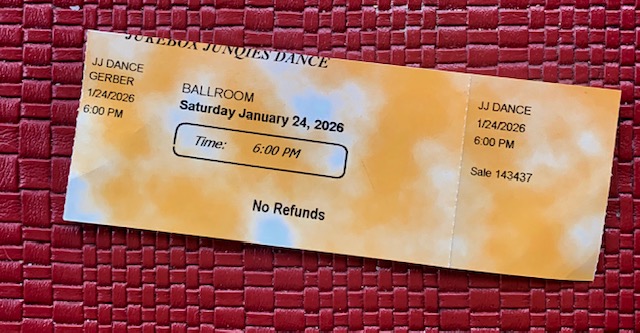 JUKEBOX JUNQIES DANCE
JJ DANCE
GERBER
1/24/2026
6:00 PM
BALLROOM
Saturday January 24, 2026
Time: 6:00 PM
No Refunds
JJ DANCE
1/24/2026
6:00 PM
Sale 143437